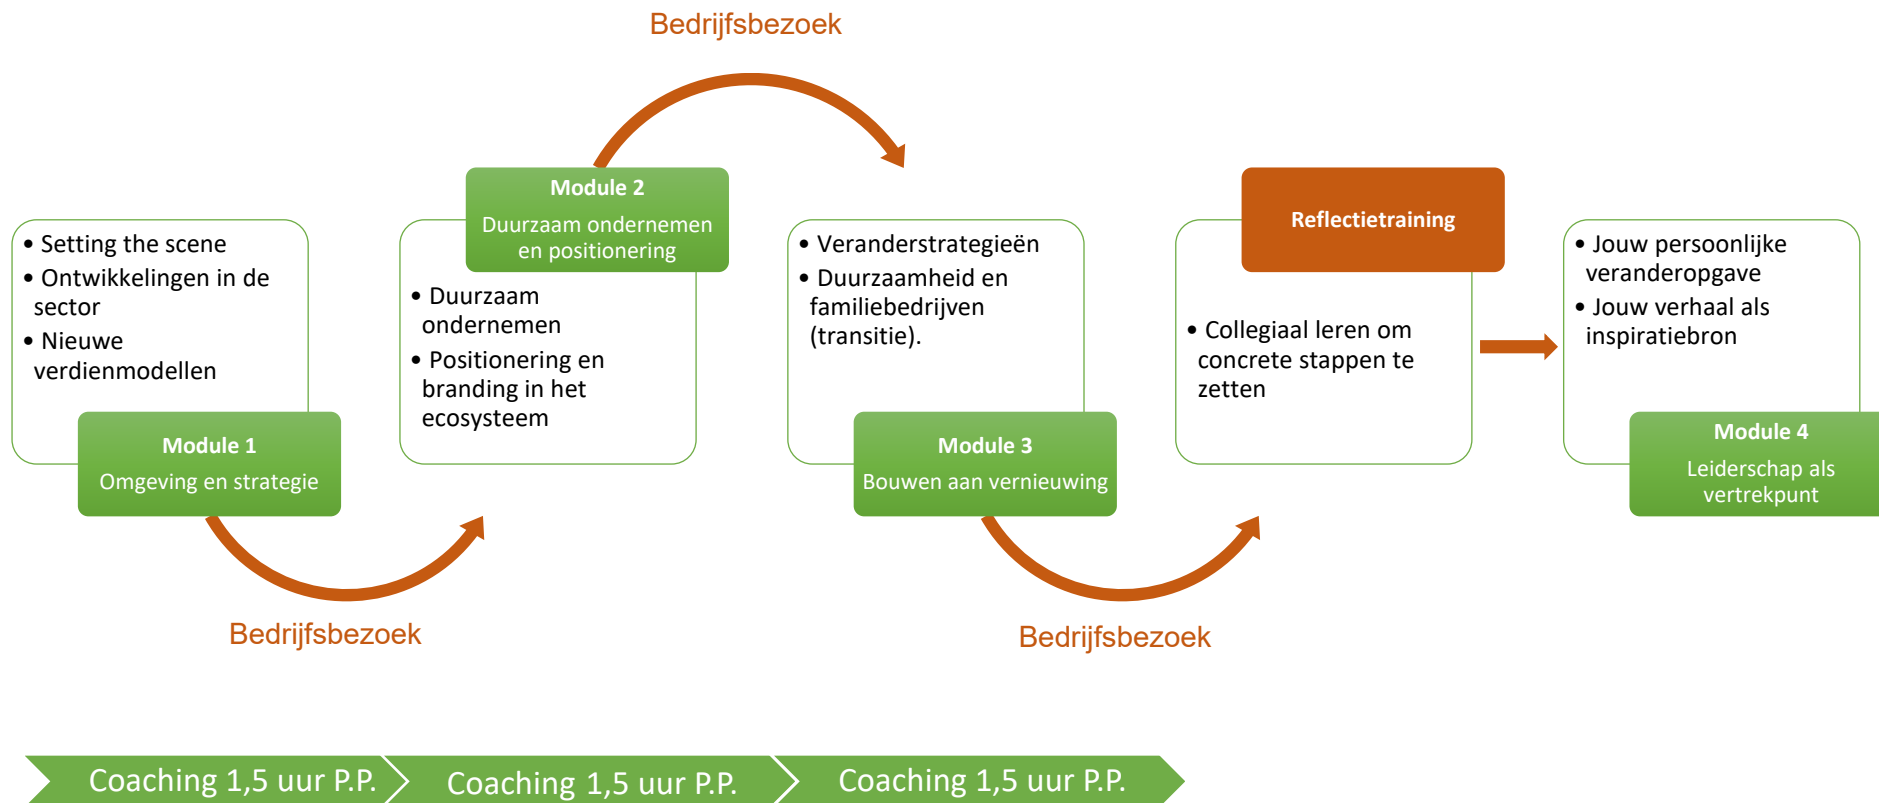 Bedrijfsbezoek
• Setting the scene
• Ontwikkelingen in de
sector
• Nieuwe
verdienmodellen
Module 1
Omgeving en strategie
Bedrijfsbezoek
Module 2
Duurzaam ondernemen
en positionering
• Duurzaam
ondernemen
• Positionering en
branding in het
ecosysteem
• Veranderstrategieën
• Duurzaamheid en
familiebedrijven
(transitie).
Module 3
Bouwen aan vernieuwing
Bedrijfsbezoek
Reflectietraining
• Collegiaal leren om
concrete stappen te
zetten
• Jouw persoonlijke
veranderopgave
• Jouw verhaal als
inspiratiebron
Module 4
Leiderschap als
vertrekpunt
Coaching 1,5 uur P.P.
Coaching 1,5 uur P.P.
Coaching 1,5 uur P.P.